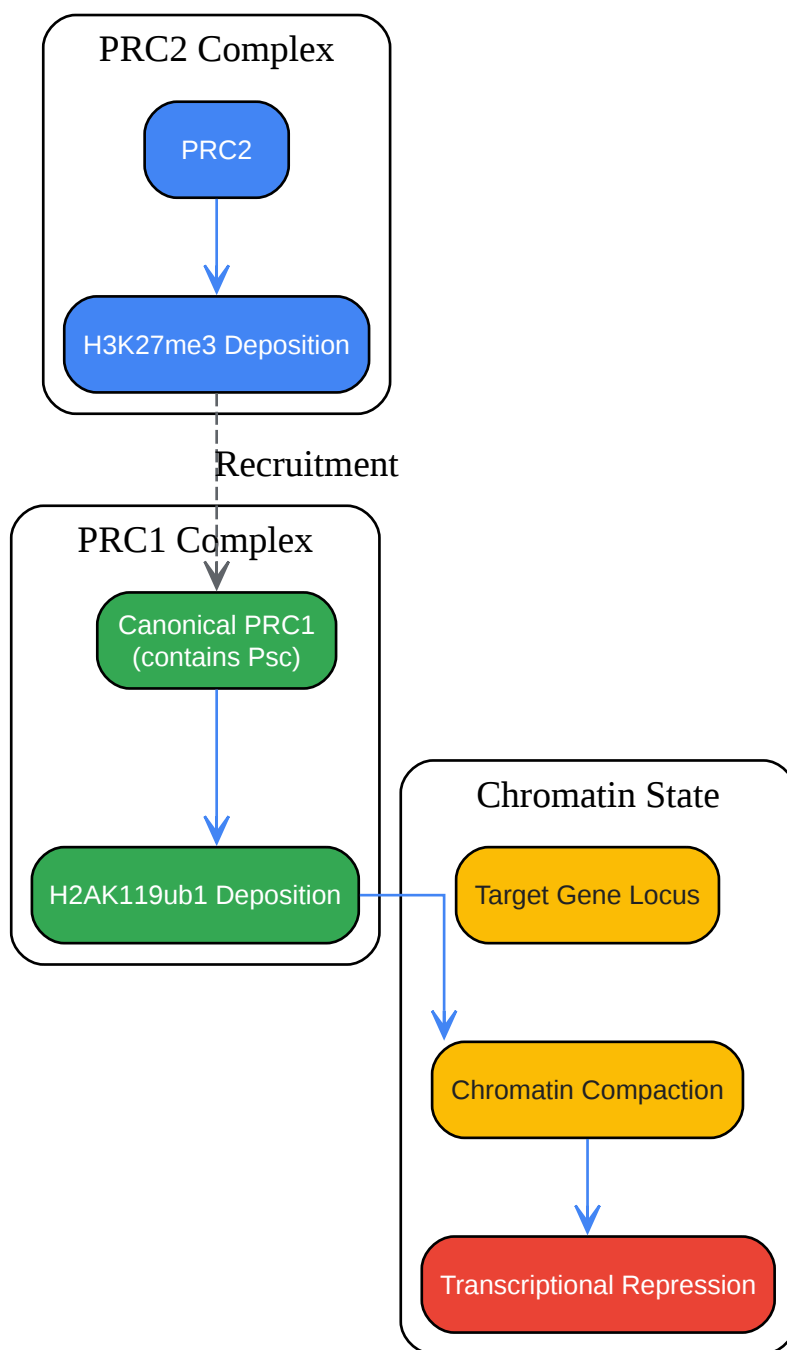 PRC2 Complex
PRC2
H3K27me3 Deposition
Recruitment
PRC1 Complex
Canonical PRC1
(contains Psc)
H2AK119ub1 Deposition
Chromatin State
Target Gene Locus
Chromatin Compaction
Transcriptional Repression